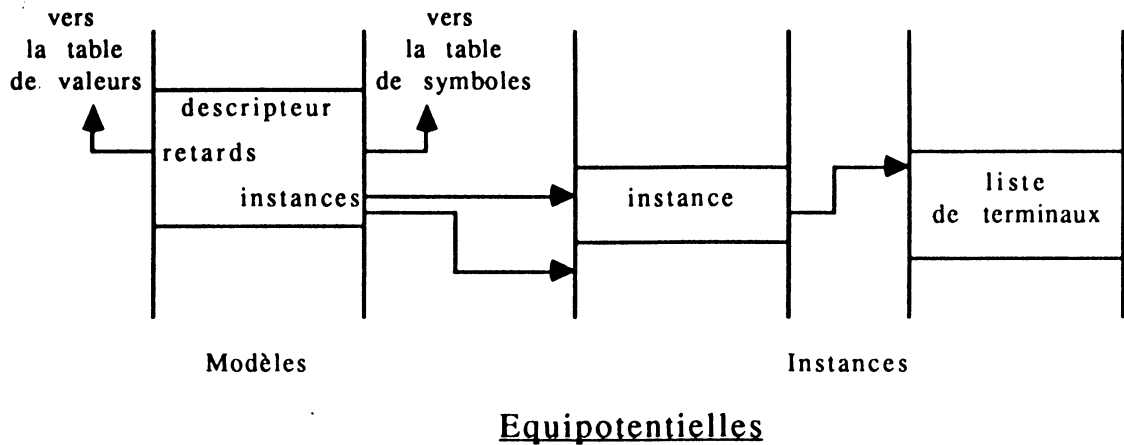 vers
la table
de valeurs
vers
la table
de symboles
descripteur
retards
instances
instance
liste
de terminaux
Modèles
Instances
Equipotentielles